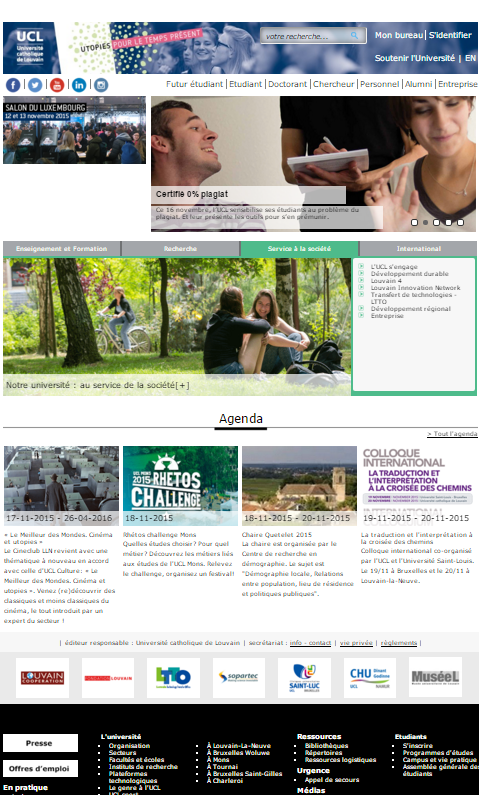 UCL
Université
catholique
de Louvain
UTOPIES POUR LE TEMPS PRÉSENT
votre recherche...
Mon bureau | S'identifier
Soutenir l'Université | EN
Futur étudiant | Etudiant | Doctorant | Chercheur | Personnel | Alumni | Entreprise
SALON DU LUXEMBOURG
12 et 13 novembre 2015
Certifié 0% plagiat
Ce 16 novembre, l'UCL sensibilise ses étudiants au problème du
plagiat. Et leur présente les outils pour s'en prémunir.
Enseignement et Formation
Recherche
Service à la société
International
L'UCL s'engage
Développement durable
Louvain 4
Louvain Innovation Network
Transfert de technologies -
LTTO
Développement régional
Entreprise
Notre université : au service de la société[+]
Agenda
> Tout l'agenda
17-11-2015 - 26-04-2016
« Le Meilleur des Mondes. Cinéma
et utopies »
Le Cineclub LLN revient avec une
thématique à nouveau en accord
avec celle d'UCL Culture: « Le
Meilleur des Mondes. Cinéma et
utopies ». Venez (re)découvrir des
classiques et moins classiques du
cinéma, le tout introduit par un
expert du secteur !
UCL MONS
2015 RHETOS
CHALLENGE
18-11-2015
Rhétos challenge Mons
Quelles études choisir? Pour quel
métier? Découvrez les métiers liés
aux études de l'UCL Mons. Relevez
le challenge, organisez un festival!
18-11-2015 - 20-11-2015
Chaire Quetelet 2015
La chaire est organisée par le
Centre de recherche en
démographie. Le sujet est
"Démographie locale, Relations
entre population, lieu de résidence
et politiques publiques".
COLLOQUE
INTERNATIONAL
LA TRADUCTION ET
L'INTERPRÉTATION
À LA CROISÉE DES CHEMINS
19-11-2015 - 20-11-2015
La traduction et l'interprétation à
la croisée des chemins
Colloque international co-organisé
par l'UCL et l'Université Saint-Louis.
Le 19/11 à Bruxelles et le 20/11 à
Louvain-la-Neuve.
| éditeur responsable : Université catholique de Louvain | secrétariat : info - contact | vie privée | règlements |
LOUVAIN
COOPÉRATION
LOUVAIN
LTTO
sopartec
SAINT-LUC
CHU Dinant
Godinne
UCL NAMUR
MuséeL
Presse
Offres d'emploi
En pratique
L'université
Organisation
Secteurs
Facultés et écoles
Instituts de recherche
Plateformes
technologiques
Le genre à l'UCL
À Louvain-La-Neuve
À Bruxelles Woluwe
À Mons
À Tournai
À Bruxelles Saint-Gilles
À Charleroi
Ressources
Bibliothèques
Répertoires
Ressources logistiques
Urgence
Appel de secours
Médias
Etudiants
S'inscrire
Programmes d'études
Campus et vie pratique
Assemblée générale des
étudiants